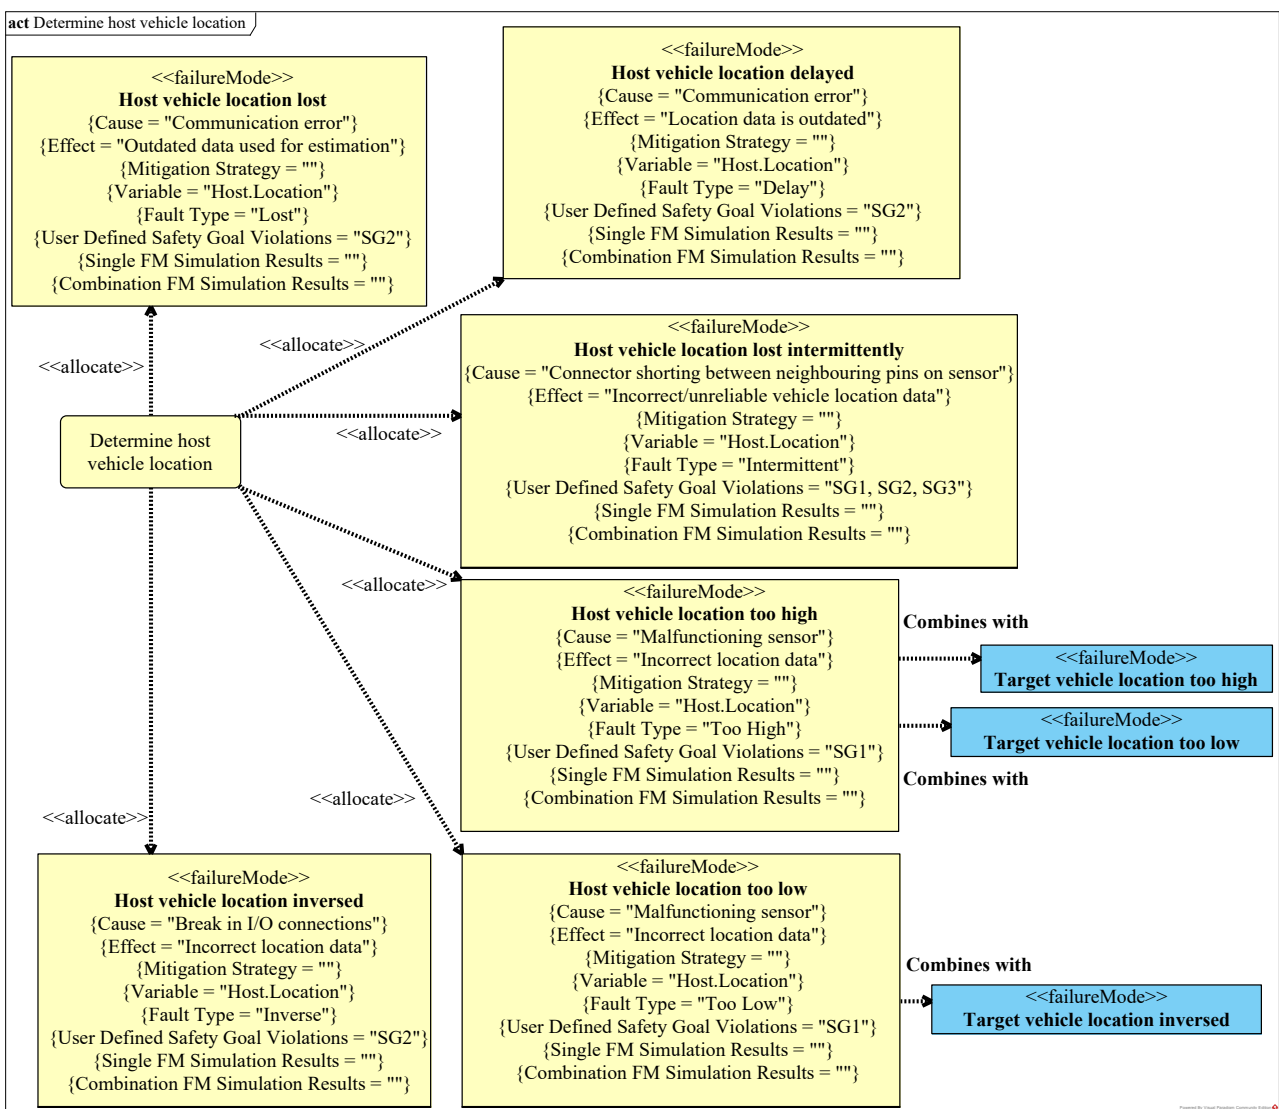 act Determine host vehicle location
<<failureMode>>
Host vehicle location lost
{Cause = "Communication error"}
{Effect = "Outdated data used for estimation"}
{Mitigation Strategy = ""}
{Variable = "Host.Location"}
{Fault Type = "Lost"}
{User Defined Safety Goal Violations = "SG2"}
{Single FM Simulation Results = ""}
{Combination FM Simulation Results = ""}
<<failureMode>>
Host vehicle location delayed
{Cause = "Communication error"}
{Effect = "Location data is outdated"}
{Mitigation Strategy = ""}
{Variable = "Host.Location"}
{Fault Type = "Delay"}
{User Defined Safety Goal Violations = "SG2"}
{Single FM Simulation Results = ""}
{Combination FM Simulation Results = ""}
<<allocate>>
<<allocate>>
<<failureMode>>
Host vehicle location lost intermittently
{Cause = "Connector shorting between neighbouring pins on sensor"}
{Effect = "Incorrect/unreliable vehicle location data"}
{Mitigation Strategy = ""}
{Variable = "Host.Location"}
{Fault Type = "Intermittent"}
{User Defined Safety Goal Violations = "SG1, SG2, SG3"}
{Single FM Simulation Results = ""}
{Combination FM Simulation Results = ""}
<<allocate>>
Determine host
vehicle location
<<allocate>>
<<failureMode>>
Host vehicle location too high
{Cause = "Malfunctioning sensor"}
{Effect = "Incorrect location data"}
{Mitigation Strategy = ""}
{Variable = "Host.Location"}
{Fault Type = "Too High"}
{User Defined Safety Goal Violations = "SG1"}
{Single FM Simulation Results = ""}
{Combination FM Simulation Results = ""}
Combines with
<<failureMode>>
Target vehicle location too high
<<failureMode>>
Target vehicle location too low
Combines with
<<allocate>>
<<allocate>>
<<failureMode>>
Host vehicle location inversed
{Cause = "Break in I/O connections"}
{Effect = "Incorrect location data"}
{Mitigation Strategy = ""}
{Variable = "Host.Location"}
{Fault Type = "Inverse"}
{User Defined Safety Goal Violations = "SG2"}
{Single FM Simulation Results = ""}
{Combination FM Simulation Results = ""}
<<failureMode>>
Host vehicle location too low
{Cause = "Malfunctioning sensor"}
{Effect = "Incorrect location data"}
{Mitigation Strategy = ""}
{Variable = "Host.Location"}
{Fault Type = "Too Low"}
{User Defined Safety Goal Violations = "SG1"}
{Single FM Simulation Results = ""}
{Combination FM Simulation Results = ""}
Combines with
<<failureMode>>
Target vehicle location inversed
Powered By Visual Paradigm Community Edition